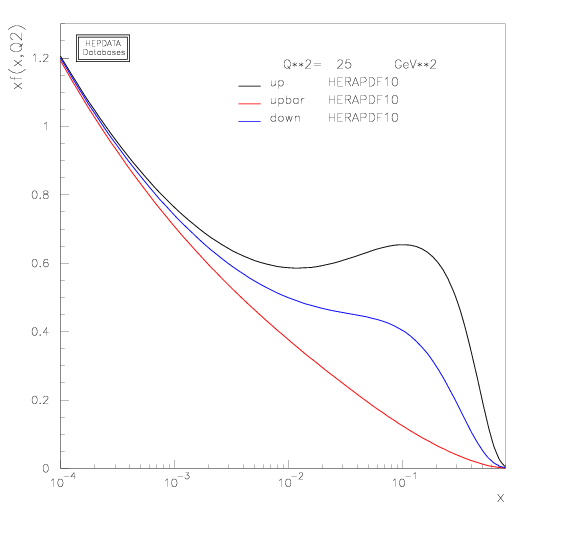 xf(x,Q2)
HEPDATA
Databases
Q**2= 25 GeV**2
up HERAPDF10
upbar HERAPDF10
down HERAPDF10
1.2
1
0.8
0.6
0.4
0.2
0
10⁻⁴ 10⁻³ 10⁻² 10⁻¹
x